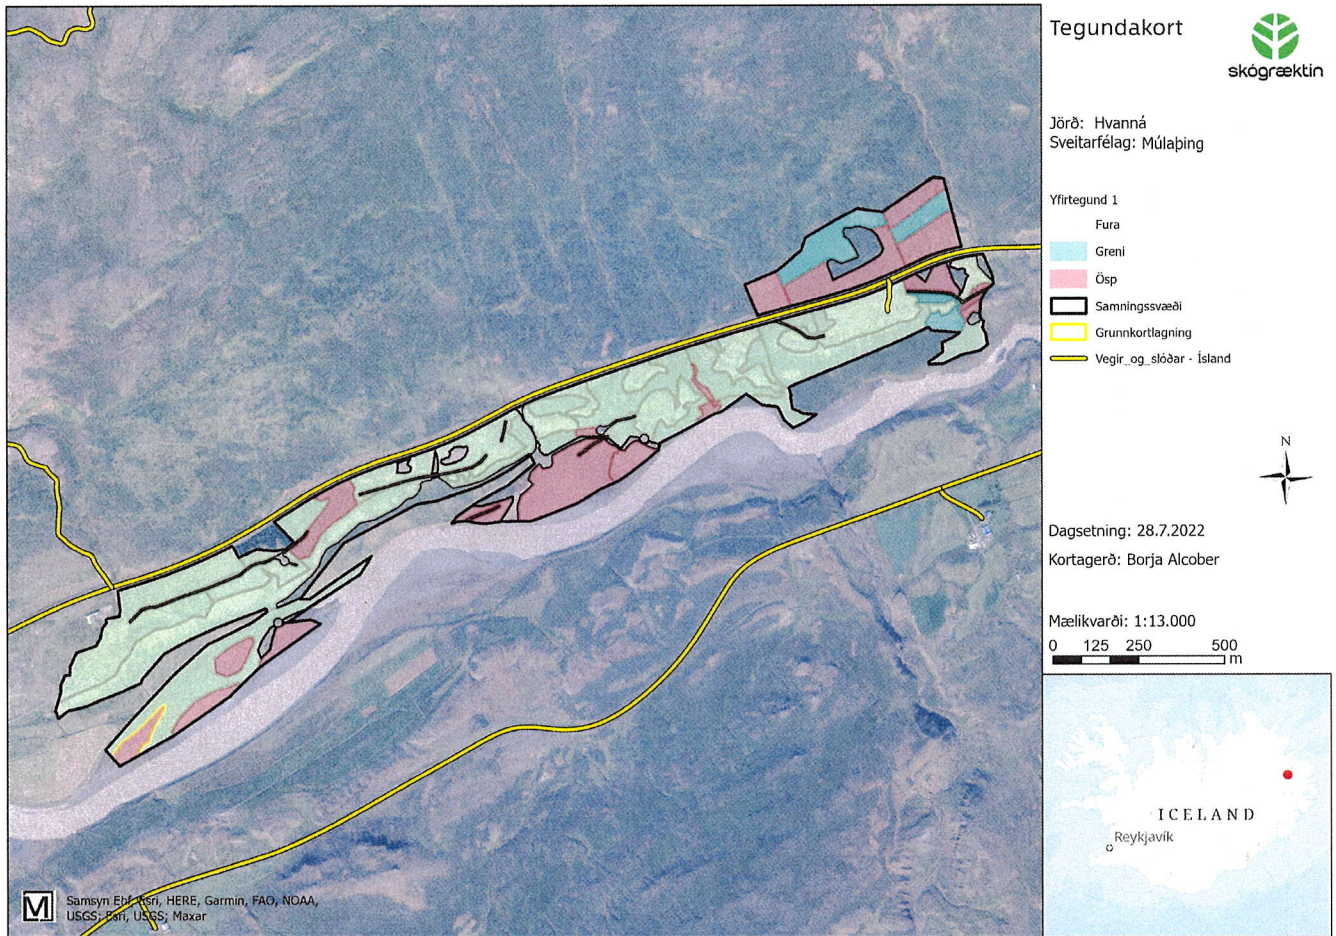 Tegundakort
skógræktin
Jörð: Hvanná
Sveitarfélag: Múlaþing
Yfirtegund 1
Fura
Greni
Ösp
Samningssvæði
Grunnkortlagning
Vegir_og_slóðar - Ísland
N
Dagsetning: 28.7.2022
Kortagerð: Borja Alcober
Mælikvarði: 1:13.000
0 125 250 500
m
ICELAND
Reykjavík
M
Samsyn Ehf, Esri, HERE, Garmin, FAO, NOAA,
USGS; Esri, USGS; Maxar